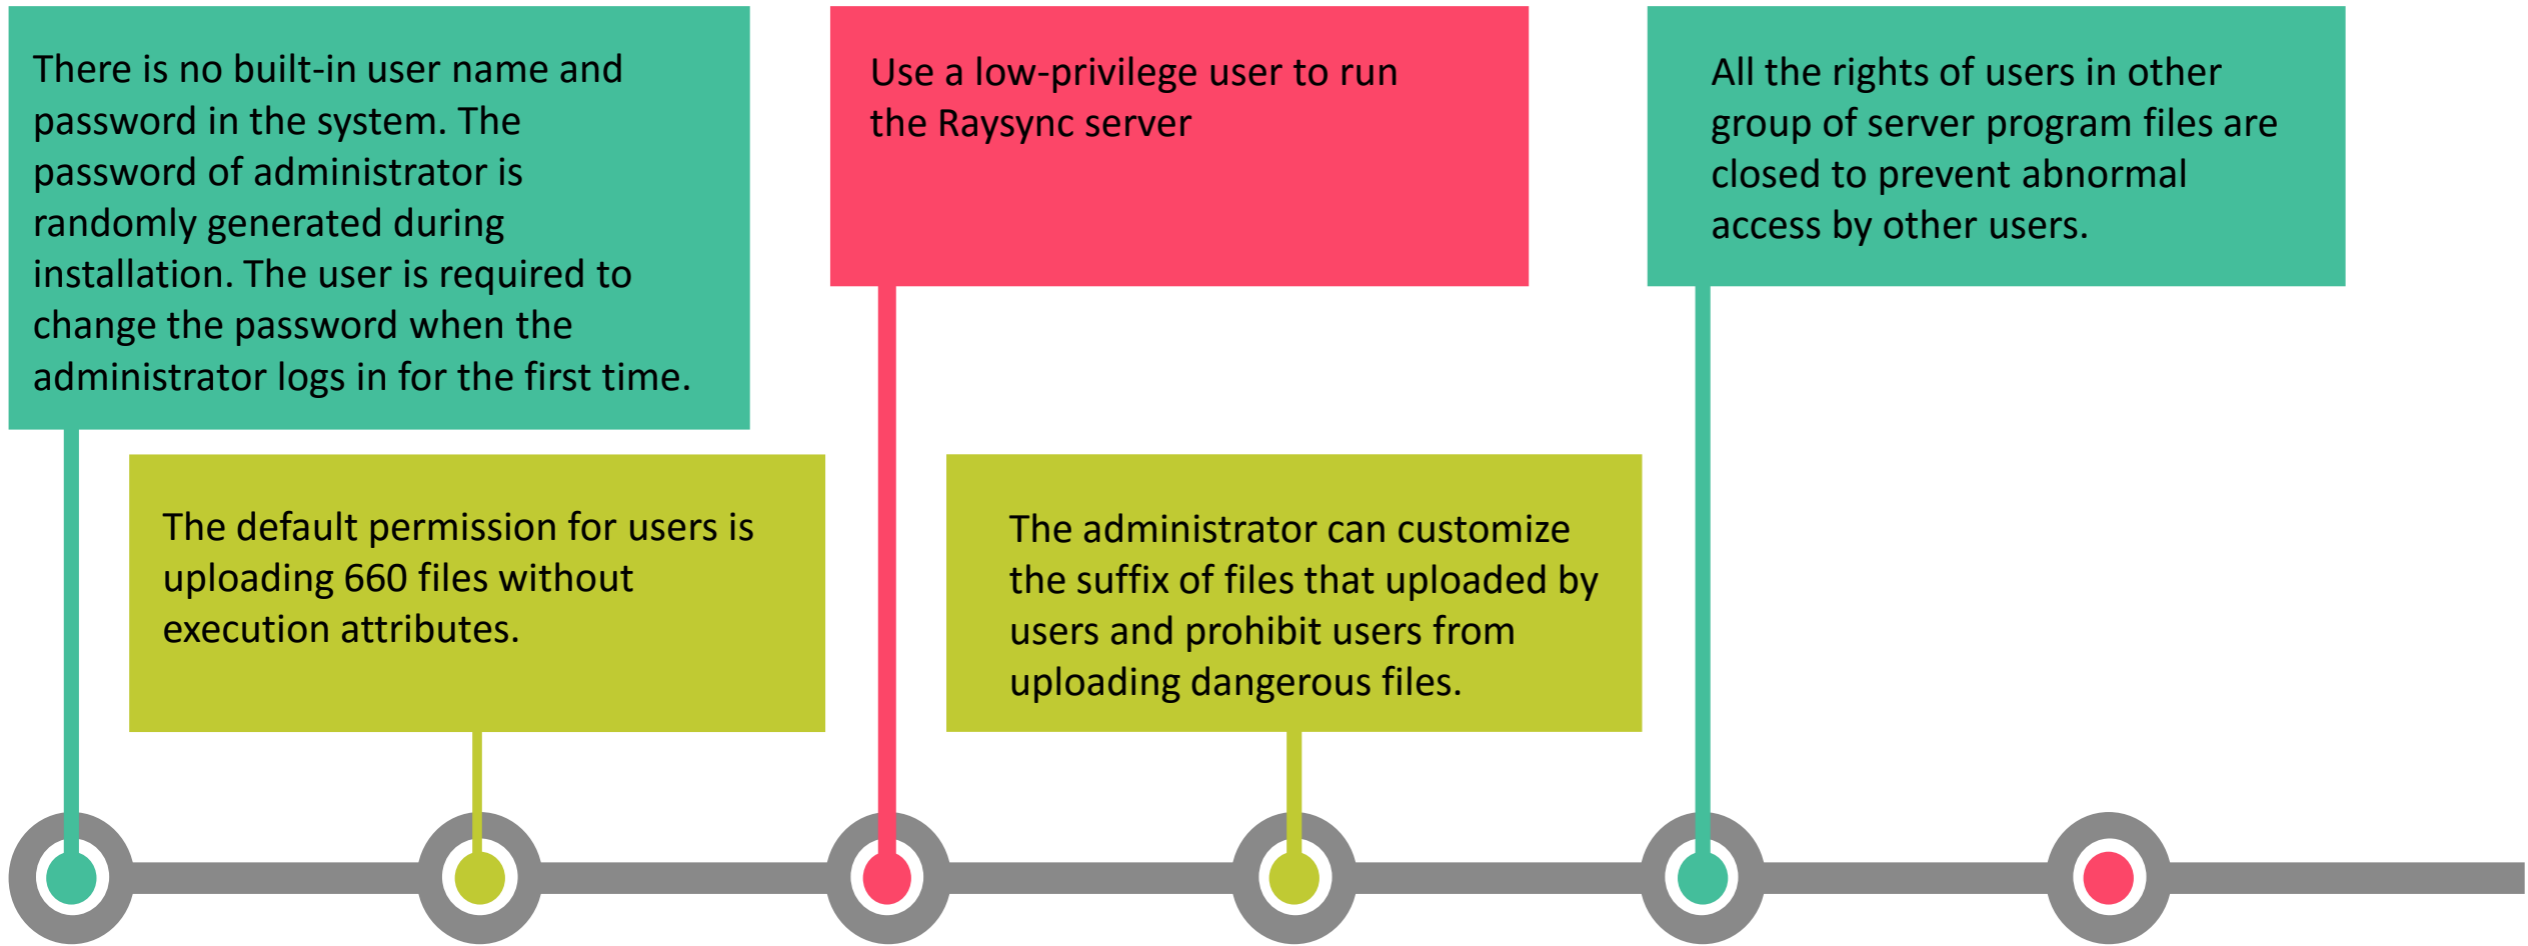 There is no built-in user name and
password in the system. The
password of administrator is
randomly generated during
installation. The user is required to
change the password when the
administrator logs in for the first time.
The default permission for users is
uploading 660 files without
execution attributes.
Use a low-privilege user to run
the Raysync server
The administrator can customize
the suffix of files that uploaded by
users and prohibit users from
uploading dangerous files.
All the rights of users in other
group of server program files are
closed to prevent abnormal
access by other users.